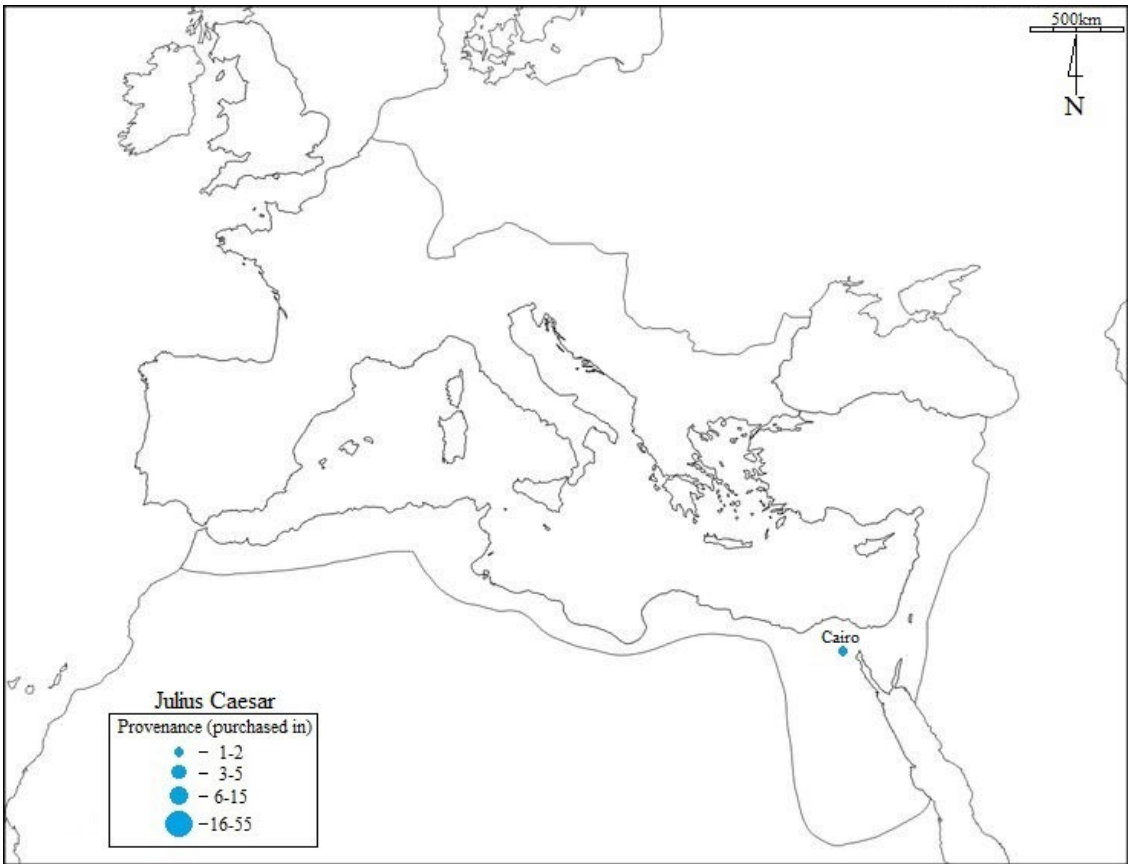 500km
N
Cairo
Julius Caesar
Provenance (purchased in)
– 1-2
– 3-5
– 6-15
–16-55